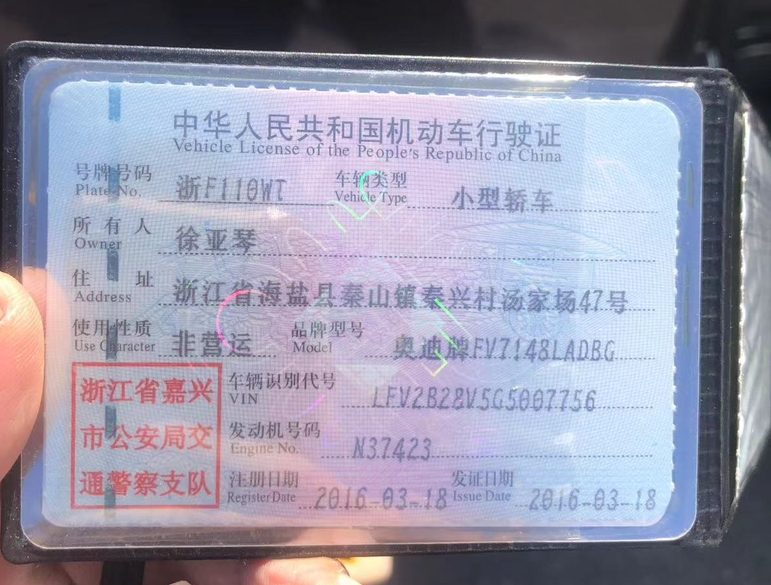 中华人民共和国机动车行驶证
Vehicle License of the People's Republic of China
号牌号码 浙F110WT 车辆类型 小型轿车
Plate No. Vehicle Type
所有人 徐亚琴
Owner
住址 浙江省海盐县秦山镇秦兴村汤家场47号
Address
使用性质 非营运 品牌型号 奥迪牌FV7148LADBG
Use Character Model
浙江省嘉兴
市公安局交
通警察支队
车辆识别代号 LFV2B28V5G5007756
VIN
发动机号码 N37423
Engine No.
注册日期 2016-03-18 发证日期 2016-03-18
Register Date Issue Date